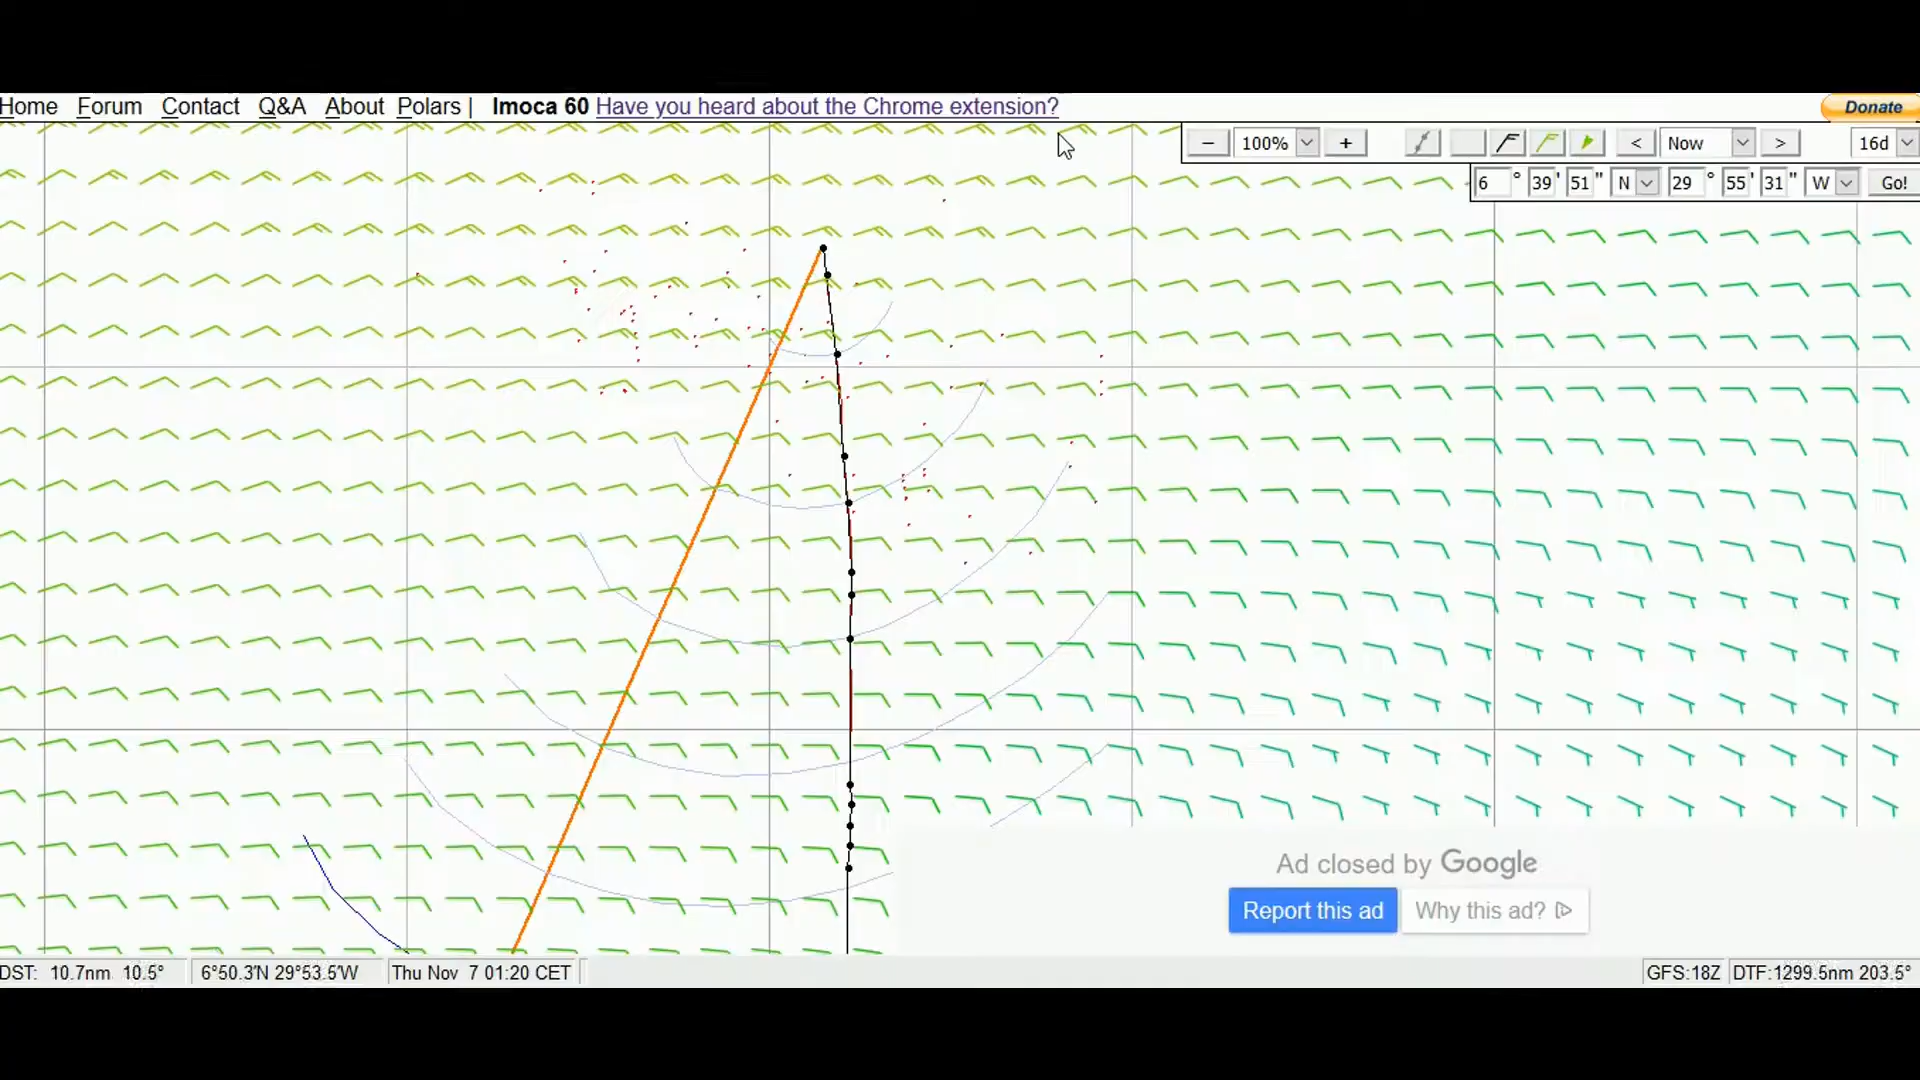 Home Forum Contact Q&A About Polars | Imoca 60 Have you heard about the Chrome extension? Donate
− 100% + < Now > 16d
6 ° 39 ' 51 " N 29 ° 55 ' 31 " W Go!
Ad closed by Google
Report this ad Why this ad?
DST: 10.7nm 10.5° 6°50.3'N 29°53.5'W Thu Nov 7 01:20 CET GFS:18Z DTF:1299.5nm 203.5°